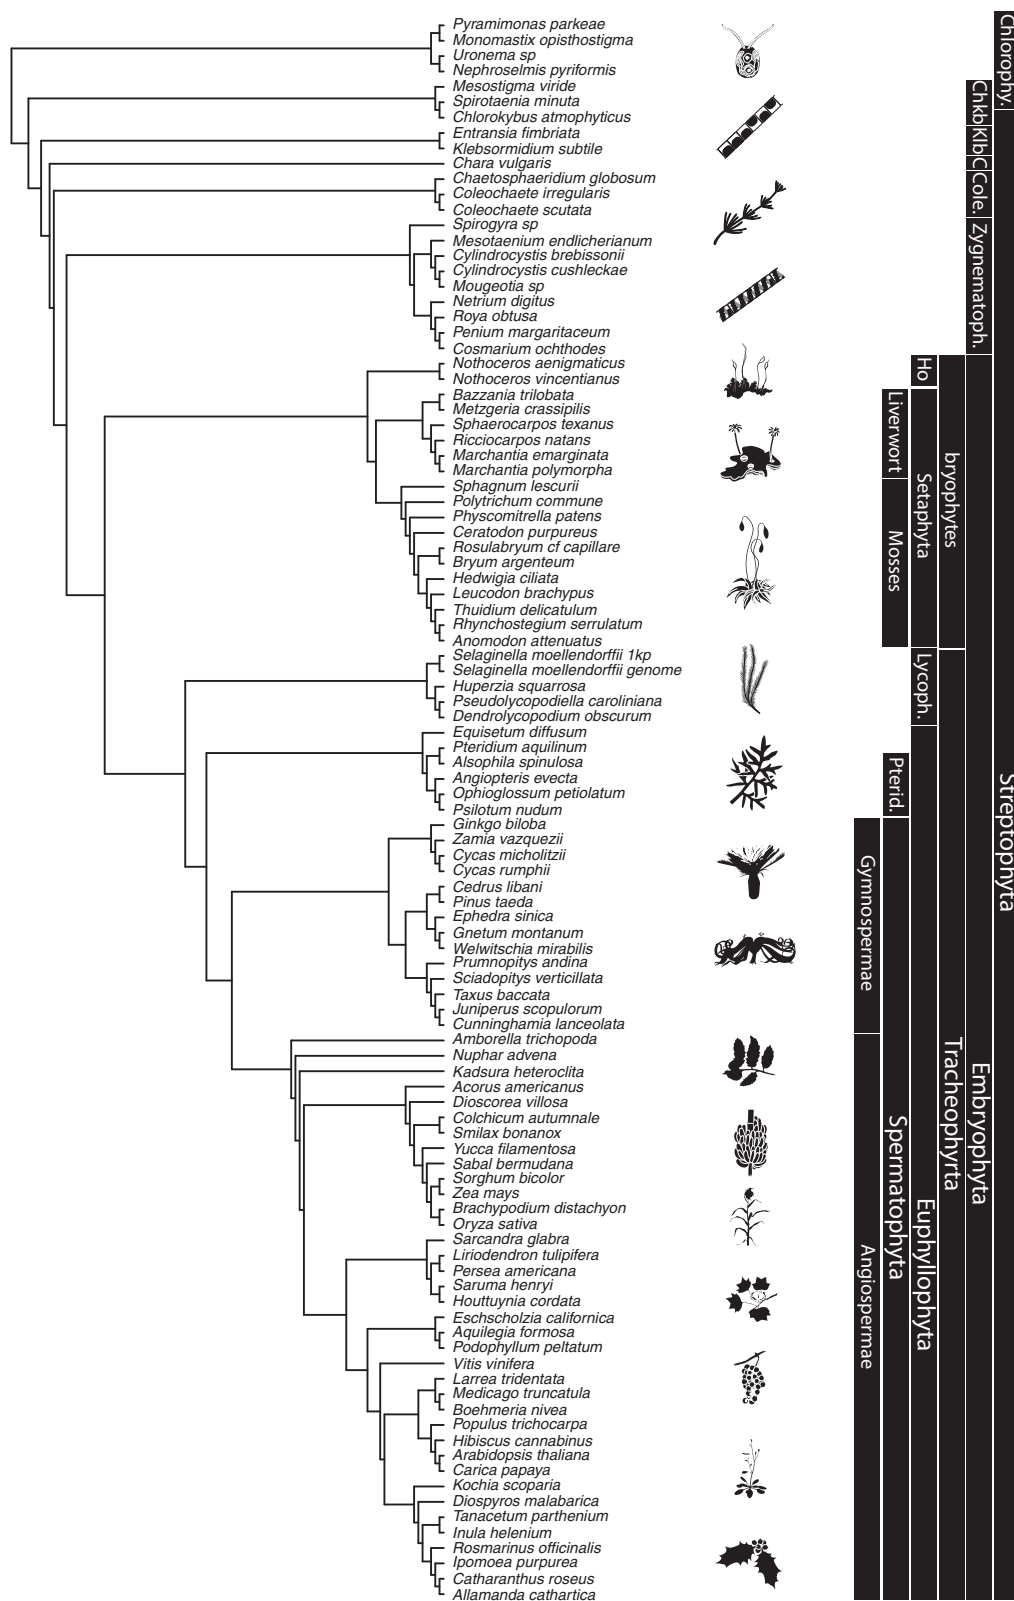 Pyramimonas parkeae
Monomastix opisthostigma
Uronema sp
Nephroselmis pyriformis
Mesostigma viride
Spirotaenia minuta
Chlorokybus atmophyticus
Entransia fimbriata
Klebsormidium subtile
Chara vulgaris
Chaetosphaeridium globosum
Coleochaete irregularis
Coleochaete scutata
Spirogyra sp
Mesotaenium endlicherianum
Cylindrocystis brebissonii
Cylindrocystis cushleckae
Mougeotia sp
Netrium digitus
Roya obtusa
Penium margaritaceum
Cosmarium ochthodes
Nothoceros aenigmaticus
Nothoceros vincentianus
Bazzania trilobata
Metzgeria crassipilis
Sphaerocarpos texanus
Ricciocarpos natans
Marchantia emarginata
Marchantia polymorpha
Sphagnum lescurii
Polytrichum commune
Physcomitrella patens
Ceratodon purpureus
Rosulabryum cf capillare
Bryum argenteum
Hedwigia ciliata
Leucodon brachypus
Thuidium delicatulum
Rhynchostegium serrulatum
Anomodon attenuatus
Selaginella moellendorffii 1kp
Selaginella moellendorffii genome
Huperzia squarrosa
Pseudolycopodiella caroliniana
Dendrolycopodium obscurum
Equisetum diffusum
Pteridium aquilinum
Alsophila spinulosa
Angiopteris evecta
Ophioglossum petiolatum
Psilotum nudum
Ginkgo biloba
Zamia vazquezii
Cycas micholitzii
Cycas rumphii
Cedrus libani
Pinus taeda
Ephedra sinica
Gnetum montanum
Welwitschia mirabilis
Prumnopitys andina
Sciadopitys verticillata
Taxus baccata
Juniperus scopulorum
Cunninghamia lanceolata
Amborella trichopoda
Nuphar advena
Kadsura heteroclita
Acorus americanus
Dioscorea villosa
Colchicum autumnale
Smilax bonanox
Yucca filamentosa
Sabal bermudana
Sorghum bicolor
Zea mays
Brachypodium distachyon
Oryza sativa
Sarcandra glabra
Liriodendron tulipifera
Persea americana
Saruma henryi
Houttuynia cordata
Eschscholzia californica
Aquilegia formosa
Podophyllum peltatum
Vitis vinifera
Larrea tridentata
Medicago truncatula
Boehmeria nivea
Populus trichocarpa
Hibiscus cannabinus
Arabidopsis thaliana
Carica papaya
Kochia scoparia
Diospyros malabarica
Tanacetum parthenium
Inula helenium
Rosmarinus officinalis
Ipomoea purpurea
Catharanthus roseus
Allamanda cathartica
Gymnospermae
Angiospermae
Liverwort
Mosses
Pterid.
Spermatophyta
Ho
Setaphyta
Lycoph.
Euphyllophyta
bryophytes
Tracheophyrta
Chkb
Klb
C
Cole.
Zygnematoph.
Embryophyta
Chlorophy.
Streptophyta